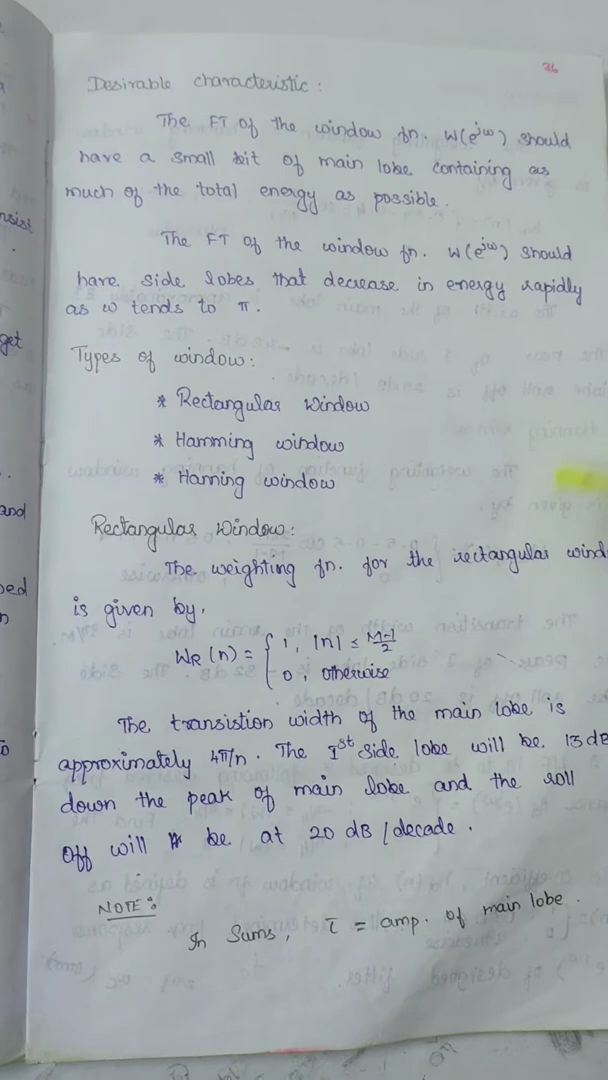 26
Desirable characteristic:
The FT of the window fn. W(e^jω) should
have a small bit of main lobe containing as
much of the total energy as possible.
The FT of the window fn. W(e^jω) should
have side lobes that decrease in energy rapidly
as ω tends to π.
Types of window:
* Rectangular window
* Hamming window
* Hanning window
Rectangular Window:
The weighting fn. for the rectangular wind
is given by,
WR(n) = { 1, |n| ≤ M-1/2
0, otherwise
The transistion width of the main lobe is
approximately 4π/n. The Ist side lobe will be 13 dB
down the peak of main lobe and the roll
off will be at 20 dB/decade.
NOTE:
In Sums, τ = amp. of main lobe.
nsist
get
and